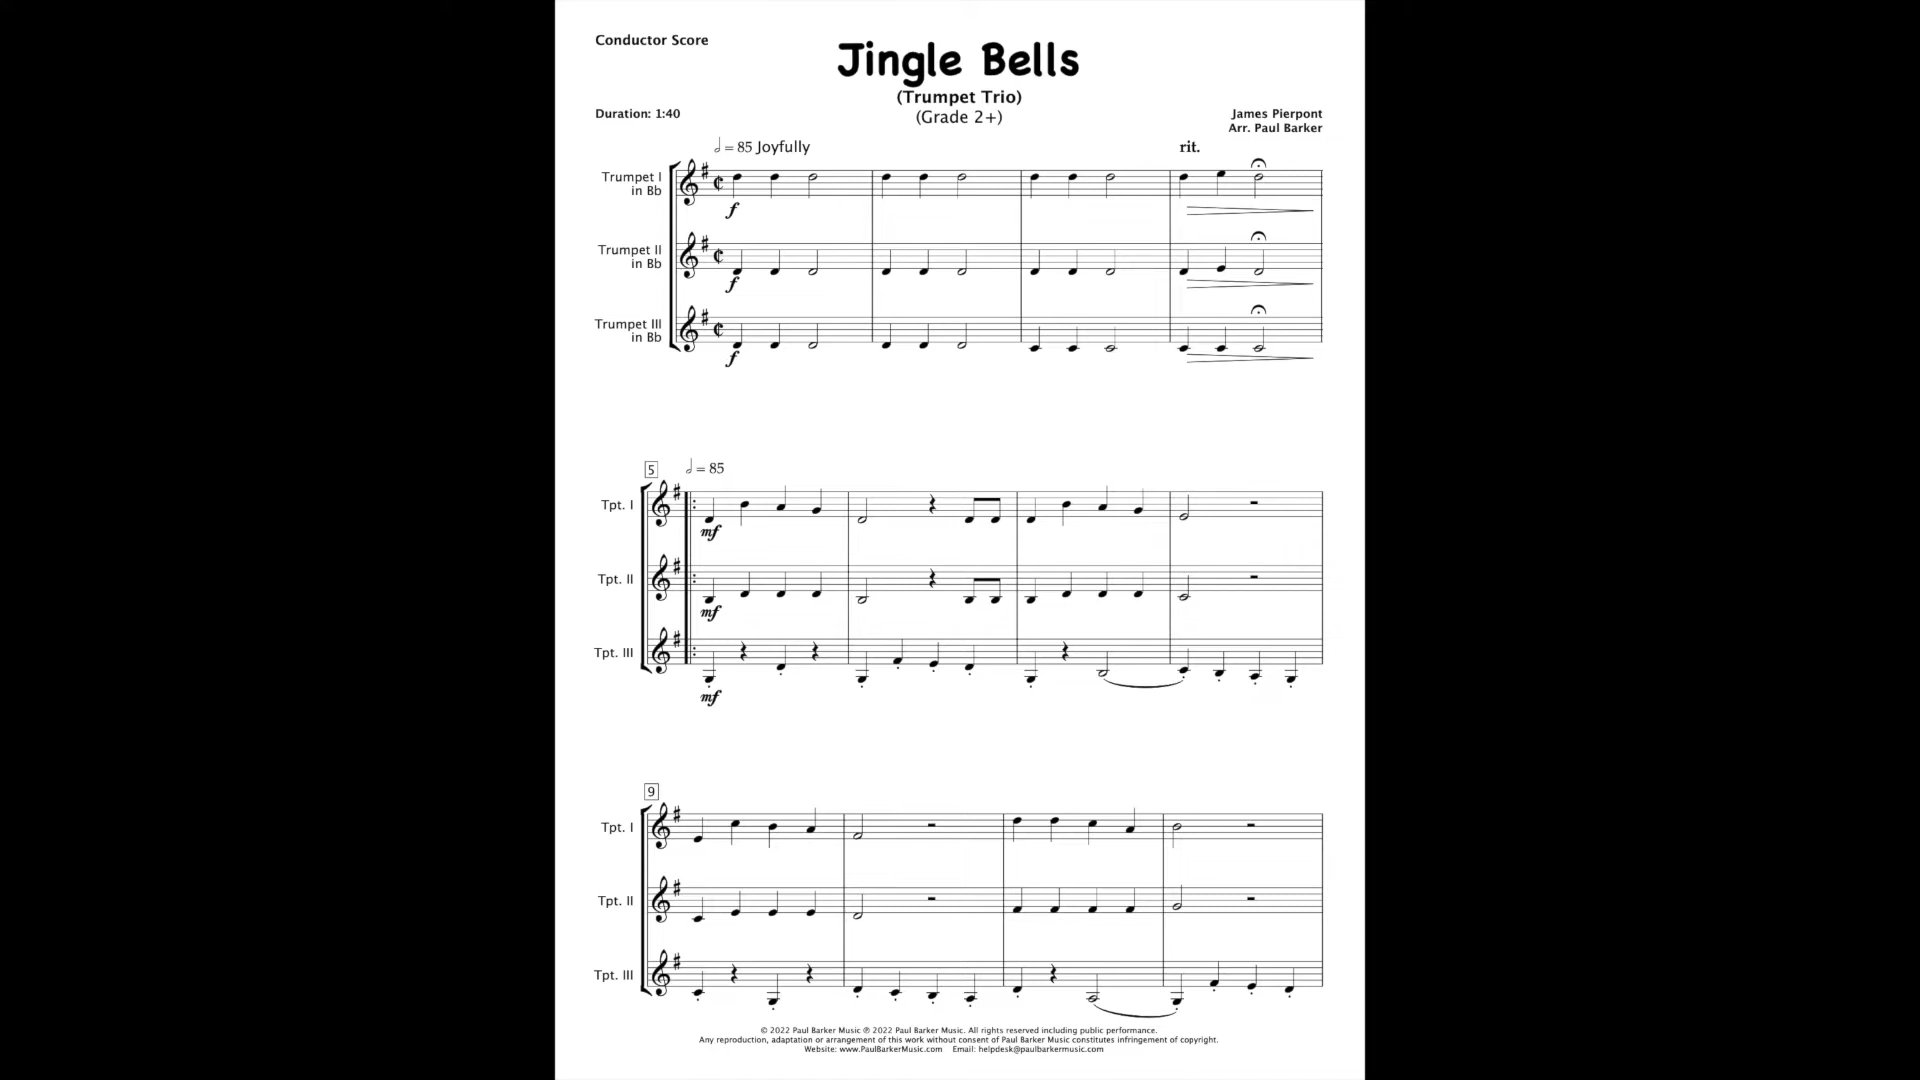 Conductor Score
Jingle Bells
(Trumpet Trio)
(Grade 2+)
Duration: 1:40
James Pierpont
Arr. Paul Barker
= 85 Joyfully
rit.
Trumpet I
in Bb
f
Trumpet II
in Bb
f
Trumpet III
in Bb
f
5
= 85
Tpt. I
mf
Tpt. II
mf
Tpt. III
mf
9
Tpt. I
Tpt. II
Tpt. III
© 2022 Paul Barker Music ℗ 2022 Paul Barker Music. All rights reserved including public performance.
Any reproduction, adaptation or arrangement of this work without consent of Paul Barker Music constitutes infringement of copyright.
Website: www.PaulBarkerMusic.com Email: helpdesk@paulbarkermusic.com